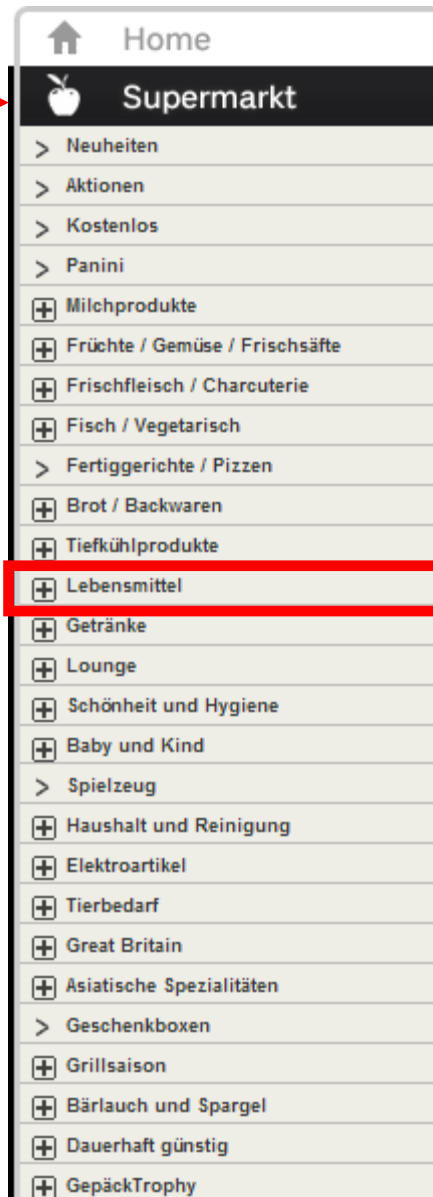 Home
Supermarkt
Neuheiten
Aktionen
Kostenlos
Panini
Milchprodukte
Früchte / Gemüse / Frischsäfte
Frischfleisch / Charcuterie
Fisch / Vegetarisch
Fertiggerichte / Pizzen
Brot / Backwaren
Tiefkühlprodukte
Lebensmittel
Getränke
Lounge
Schönheit und Hygiene
Baby und Kind
Spielzeug
Haushalt und Reinigung
Elektroartikel
Tierbedarf
Great Britain
Asiatische Spezialitäten
Geschenkboxen
Grillsaison
Bärlauch und Spargel
Dauerhaft günstig
GepäckTrophy